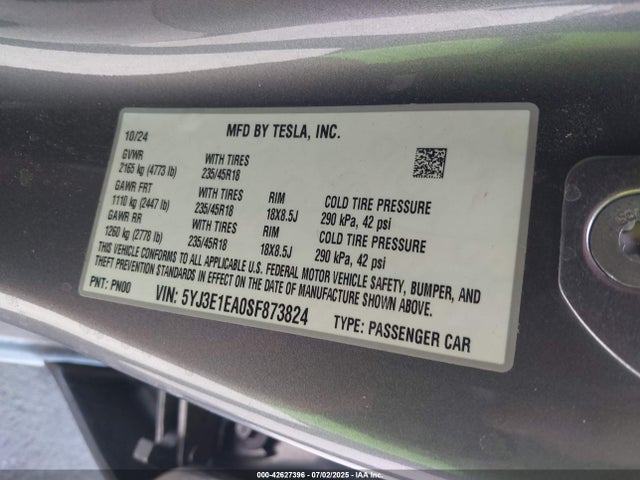 10/24 MFD BY TESLA, INC.
GVWR WITH TIRES
2165 kg (4773 lb) 235/45R18
GAWR FRT WITH TIRES RIM COLD TIRE PRESSURE
1110 kg (2447 lb) 235/45R18 18X8.5J 290 kPa, 42 psi
GAWR RR WITH TIRES RIM COLD TIRE PRESSURE
1260 kg (2778 lb) 235/45R18 18X8.5J 290 kPa, 42 psi
THIS VEHICLE CONFORMS TO ALL APPLICABLE U.S. FEDERAL MOTOR VEHICLE SAFETY, BUMPER, AND
THEFT PREVENTION STANDARDS IN EFFECT ON THE DATE OF MANUFACTURE SHOWN ABOVE.
PNT: PN00 VIN: 5YJ3E1EA0SF873824 TYPE: PASSENGER CAR
000-42627396 07/02/2025 IAAI.COM